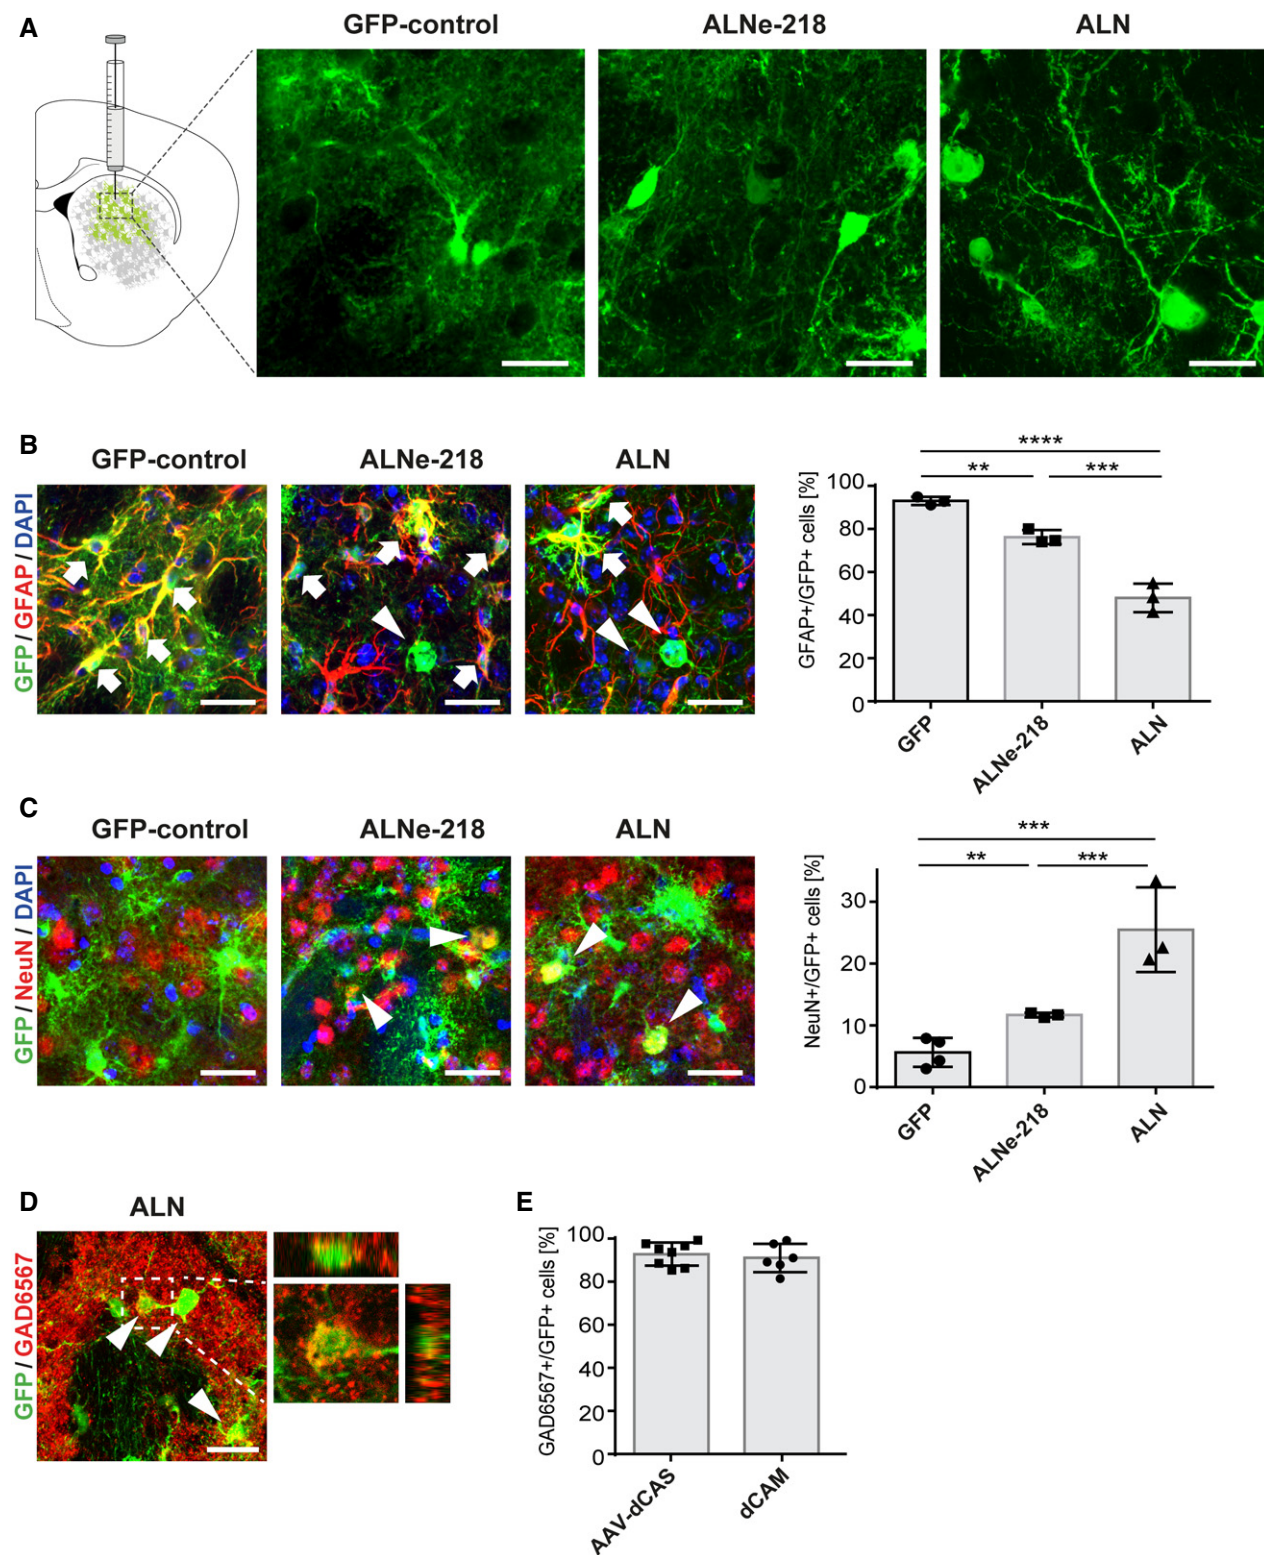 A
GFP-control
ALNe-218
ALN
B
GFP-control
ALNe-218
ALN
GFP / GFAP / DAPI
****
**
***
GFAP+/GFP+ cells [%]
100
80
60
40
20
0
GFP
ALNe-218
ALN
C
GFP-control
ALNe-218
ALN
GFP / NeuN / DAPI
***
**
***
NeuN+/GFP+ cells [%]
30
20
10
0
GFP
ALNe-218
ALN
D
ALN
GFP / GAD6567
E
GAD6567+/GFP+ cells [%]
100
80
60
40
20
0
AAV-dCAS
dCAM